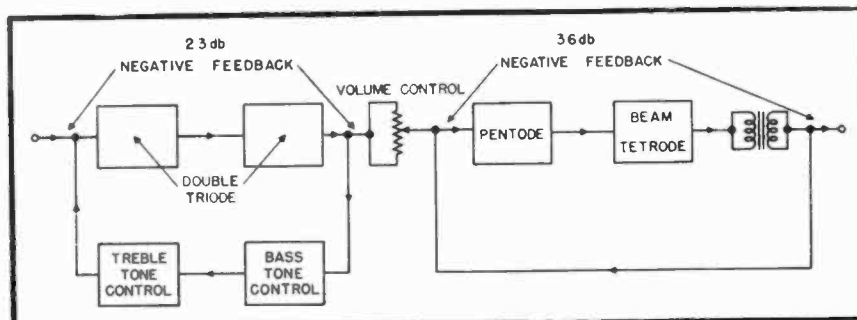 23db
NEGATIVE FEEDBACK
VOLUME CONTROL
36db
NEGATIVE FEEDBACK
DOUBLE
TRIODE
PENTODE
BEAM
TETRODE
TREBLE
TONE
CONTROL
BASS
TONE
CONTROL